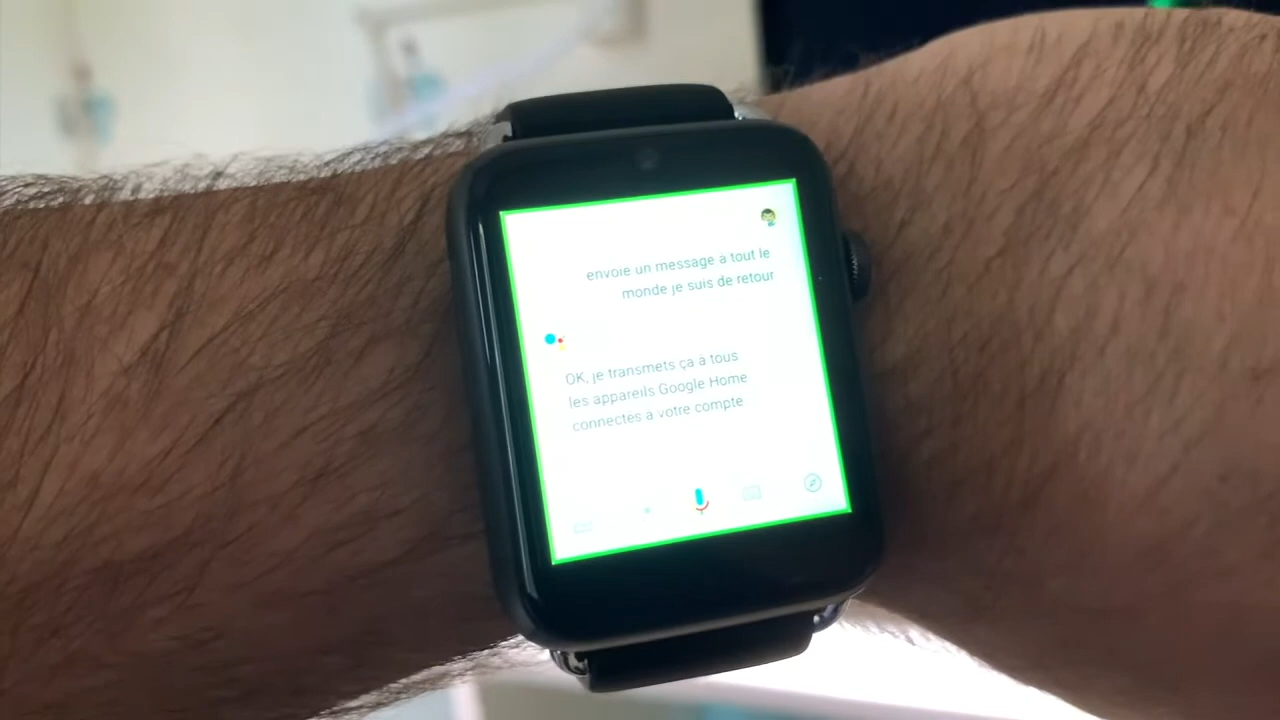 envoie un message à tout le
monde je suis de retour
OK, je transmets ça à tous
les appareils Google Home
connectes a votre compte